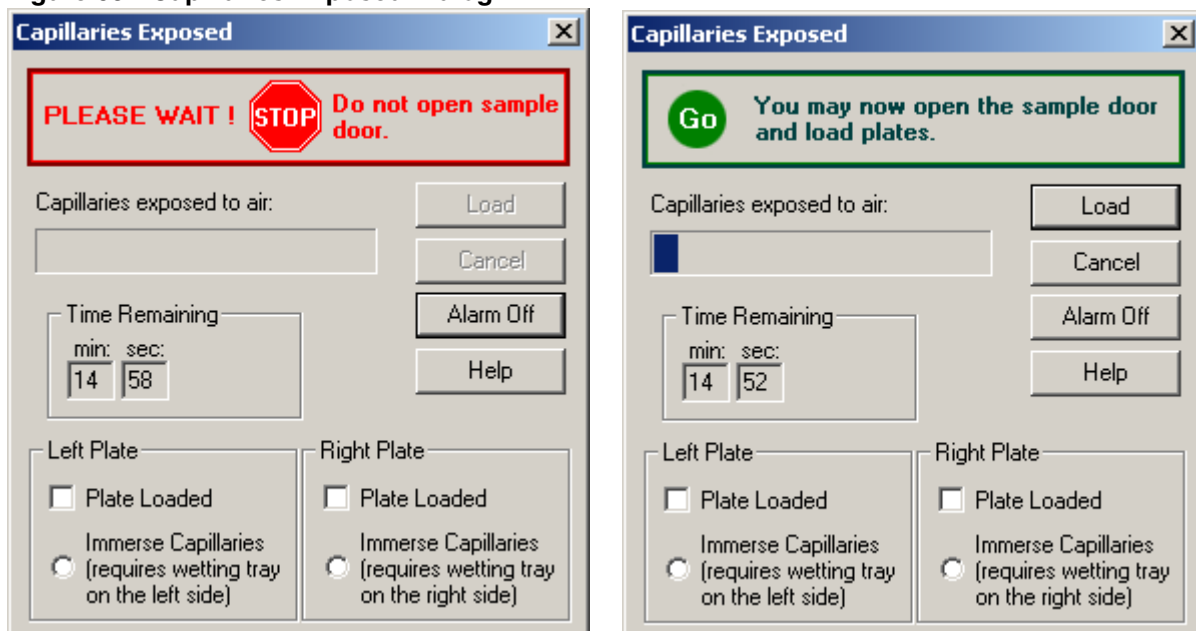 Capillaries Exposed
PLEASE WAIT !
STOP
Do not open sample
door.
Capillaries exposed to air:
Load
Cancel
Time Remaining
Alarm Off
min: sec:
14 58
Help
Left Plate
Plate Loaded
Immerse Capillaries
(requires wetting tray
on the left side)
Right Plate
Plate Loaded
Immerse Capillaries
(requires wetting tray
on the right side)
Capillaries Exposed
Go
You may now open the sample door
and load plates.
Capillaries exposed to air:
Load
Cancel
Time Remaining
Alarm Off
min: sec:
14 52
Help
Left Plate
Plate Loaded
Immerse Capillaries
(requires wetting tray
on the left side)
Right Plate
Plate Loaded
Immerse Capillaries
(requires wetting tray
on the right side)